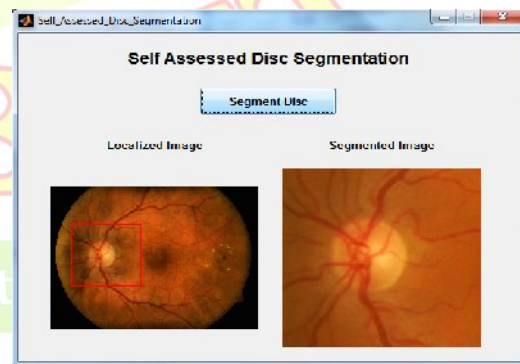 Self_Assessed_Disc_Segmentation
Self Assessed Disc Segmentation
Segment Disc
Localized Image
Segmented Image